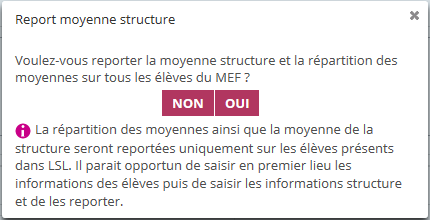 Report moyenne structure
Voulez-vous reporter la moyenne structure et la répartition des
moyennes sur tous les élèves du MEF ?
NON OUI
La répartition des moyennes ainsi que la moyenne de la
structure seront reportées uniquement sur les élèves présents
dans LSL. Il parait opportun de saisir en premier lieu les
informations des élèves puis de saisir les informations structure
et de les reporter.